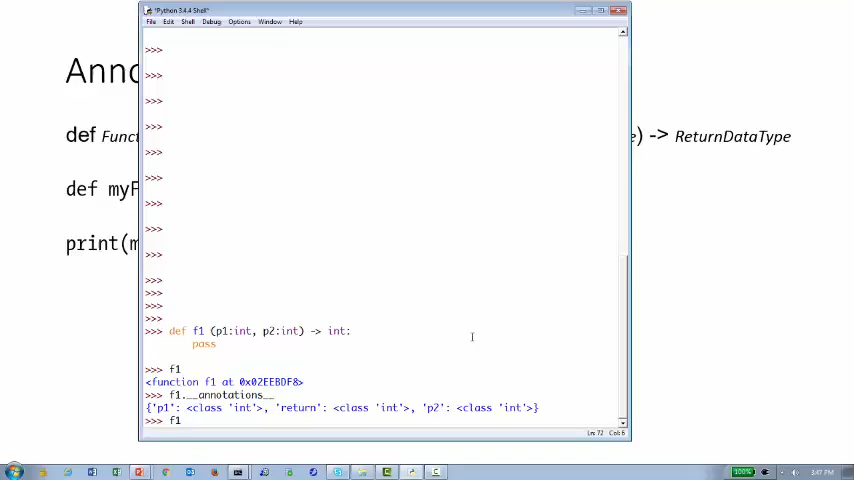 *Python 3.4.4 Shell*
File Edit Shell Debug Options Window Help
Anno
def Funct
e) -> ReturnDataType
def myF
print(m
>>>
>>>
>>>
>>>
>>>
>>>
>>>
>>>
>>>
>>>
>>>
>>>
>>>
>>> def f1 (p1:int, p2:int) -> int:
pass
>>> f1
<function f1 at 0x02EEBDF8>
>>> f1.__annotations__
{'p1': <class 'int'>, 'return': <class 'int'>, 'p2': <class 'int'>}
>>> f1
Ln: 72 Col: 6
100%
3:47 PM